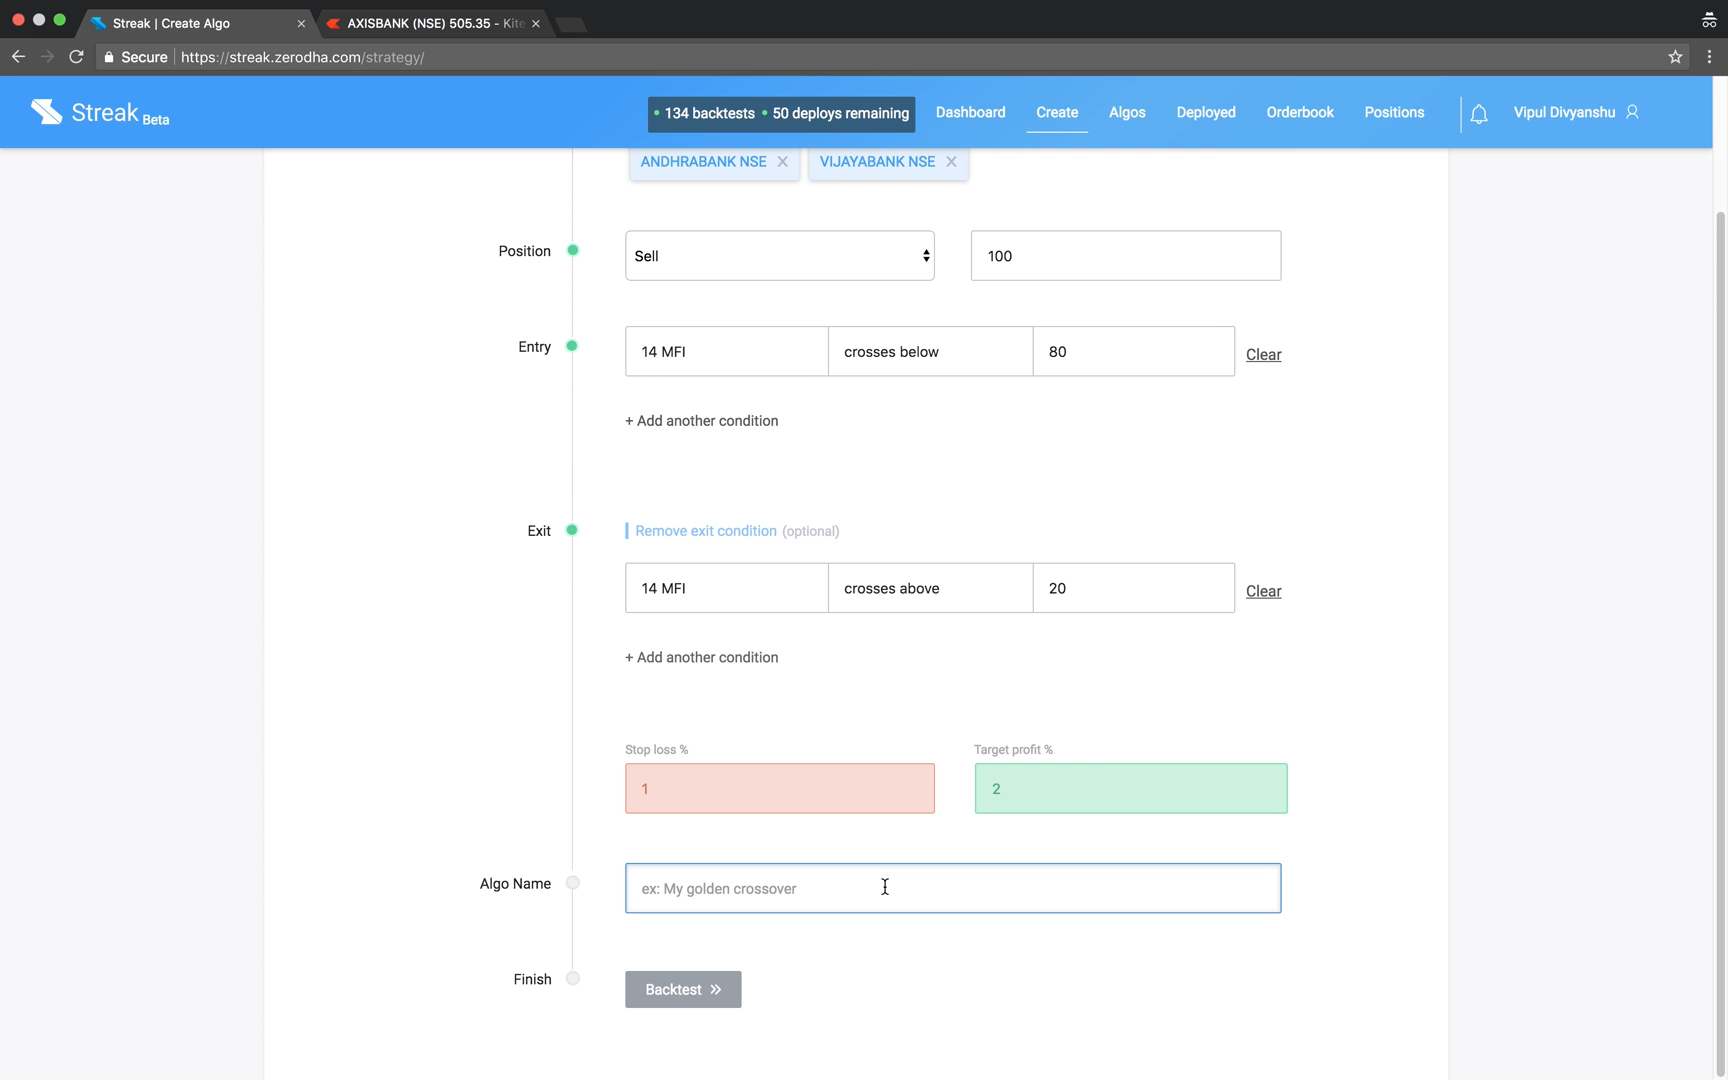 Streak | Create Algo
AXISBANK (NSE) 505.35 - Kite
Secure https://streak.zerodha.com/strategy/
Streak Beta
134 backtests 50 deploys remaining
Dashboard
Create
Algos
Deployed
Orderbook
Positions
Vipul Divyanshu
ANDHRABANK NSE
VIJAYABANK NSE
Position
Sell
100
Entry
14 MFI
crosses below
80
Clear
+ Add another condition
Exit
Remove exit condition (optional)
14 MFI
crosses above
20
Clear
+ Add another condition
Stop loss %
Target profit %
1
2
Algo Name
ex: My golden crossover
Finish
Backtest »